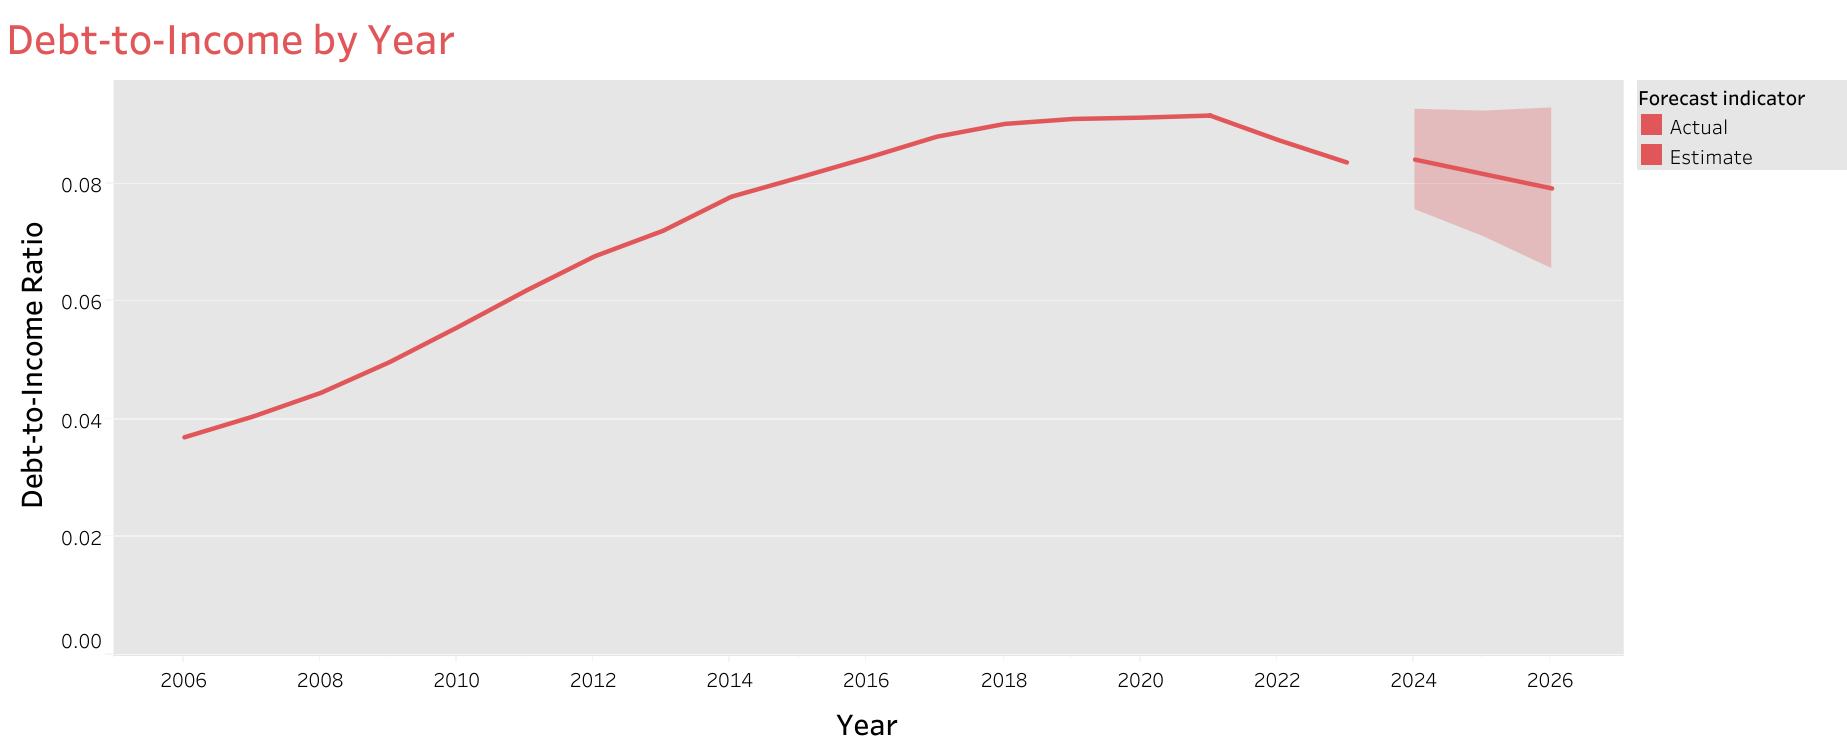 Debt-to-Income by Year
Forecast indicator
Actual
Estimate
Debt-to-Income Ratio
0.08
0.06
0.04
0.02
0.00
2006 2008 2010 2012 2014 2016 2018 2020 2022 2024 2026
Year